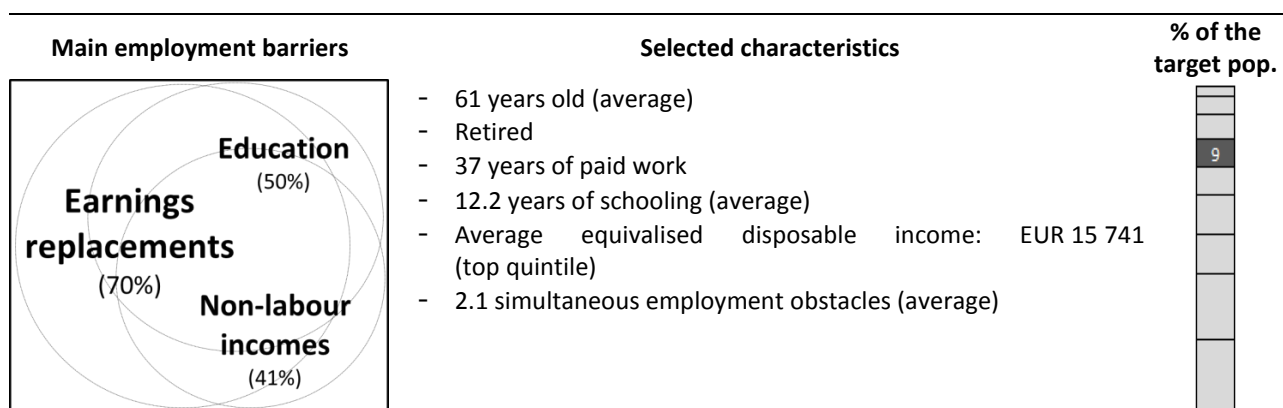 Main employment barriers
Selected characteristics
% of the
target pop.
Education
(50%)
Earnings
replacements
(70%)
Non-labour
incomes
(41%)
- 61 years old (average)
- Retired
- 37 years of paid work
- 12.2 years of schooling (average)
- Average equivalised disposable income: EUR 15 741
(top quintile)
- 2.1 simultaneous employment obstacles (average)
9